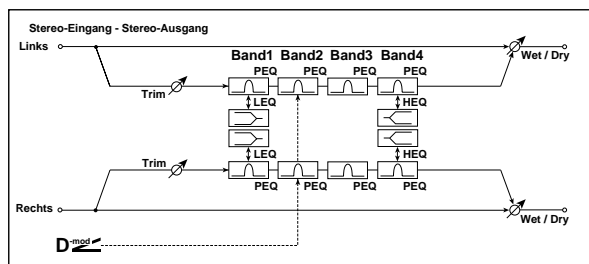 Stereo-Eingang - Stereo-Ausgang
Links
Wet / Dry
Band1 Band2 Band3 Band4
PEQ PEQ PEQ PEQ
Trim
LEQ HEQ
LEQ HEQ
Trim
PEQ PEQ PEQ PEQ
Rechts
Wet / Dry
D-mod